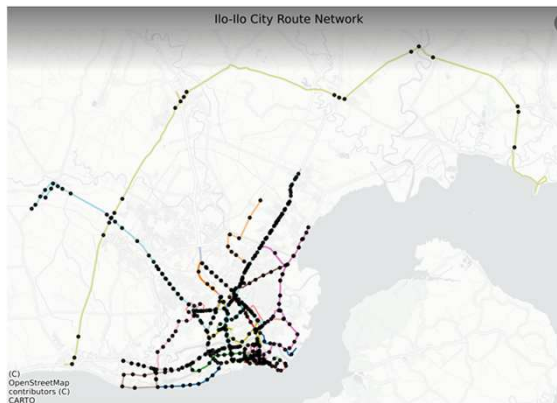 Ilo-Ilo City Route Network
(C)
OpenStreetMap
contributors (C)
CARTO